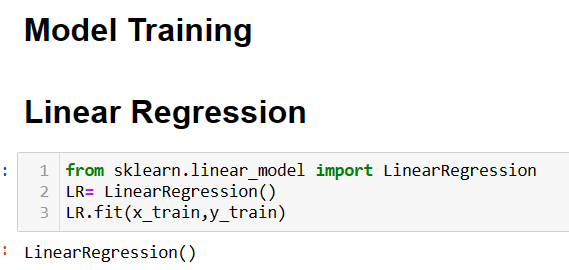 Model Training
Linear Regression
: 1 from sklearn.linear_model import LinearRegression
2 LR= LinearRegression()
3 LR.fit(x_train,y_train)
: LinearRegression()